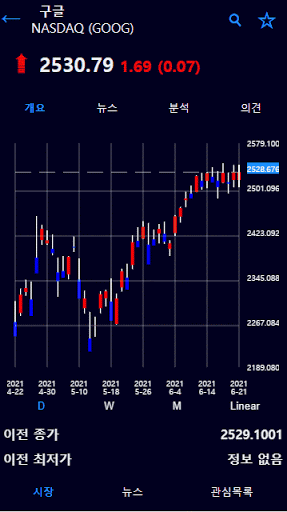 구글
NASDAQ (GOOG)
2530.79 1.69 (0.07)
개요 뉴스 분석 의견
2579.100
2528.676
2501.096
2423.092
2345.088
2267.084
2189.080
2021 2021 2021 2021 2021 2021 2021 2021
4-22 4-30 5-10 5-18 5-26 6-4 6-14 6-21
D W M Linear
이전 종가 2529.1001
이전 최저가 정보 없음
시장 뉴스 관심목록